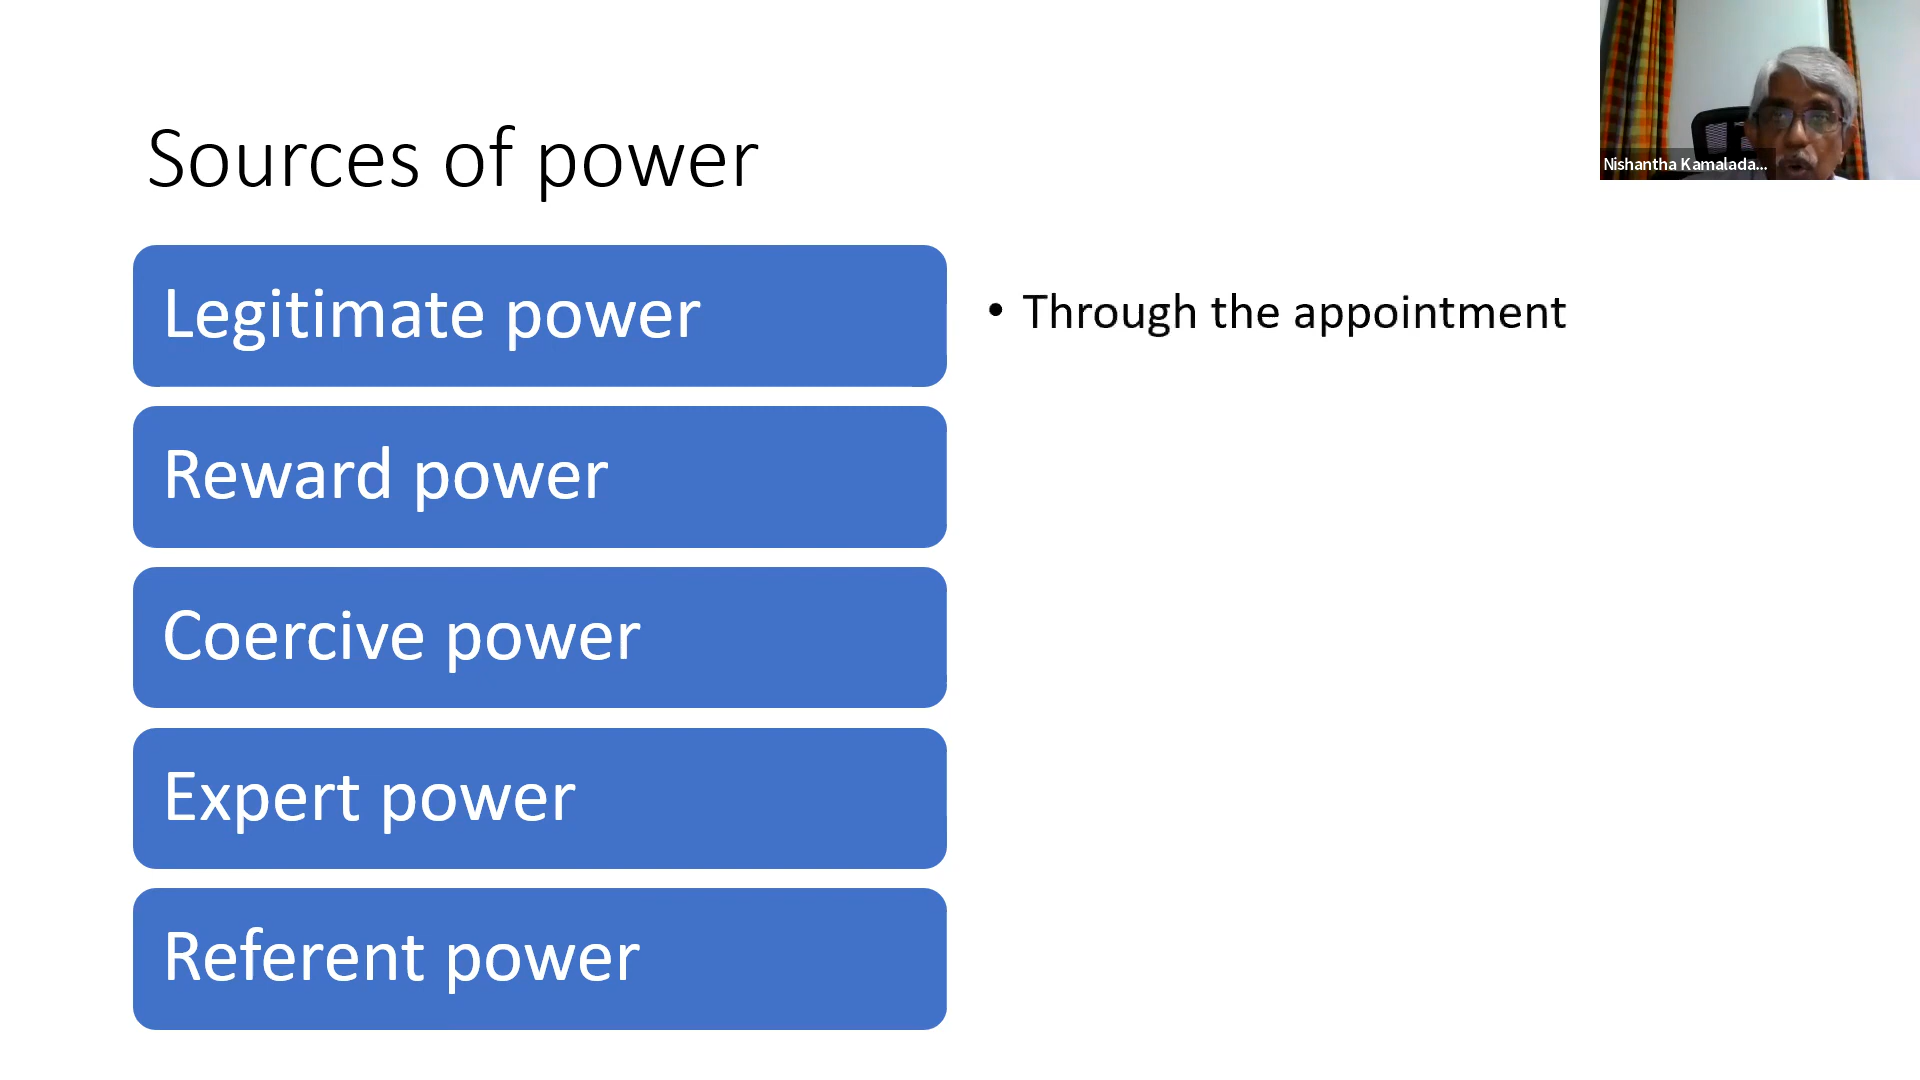 Nishantha Kamalada...
Sources of power
Legitimate power
• Through the appointment
Reward power
Coercive power
Expert power
Referent power